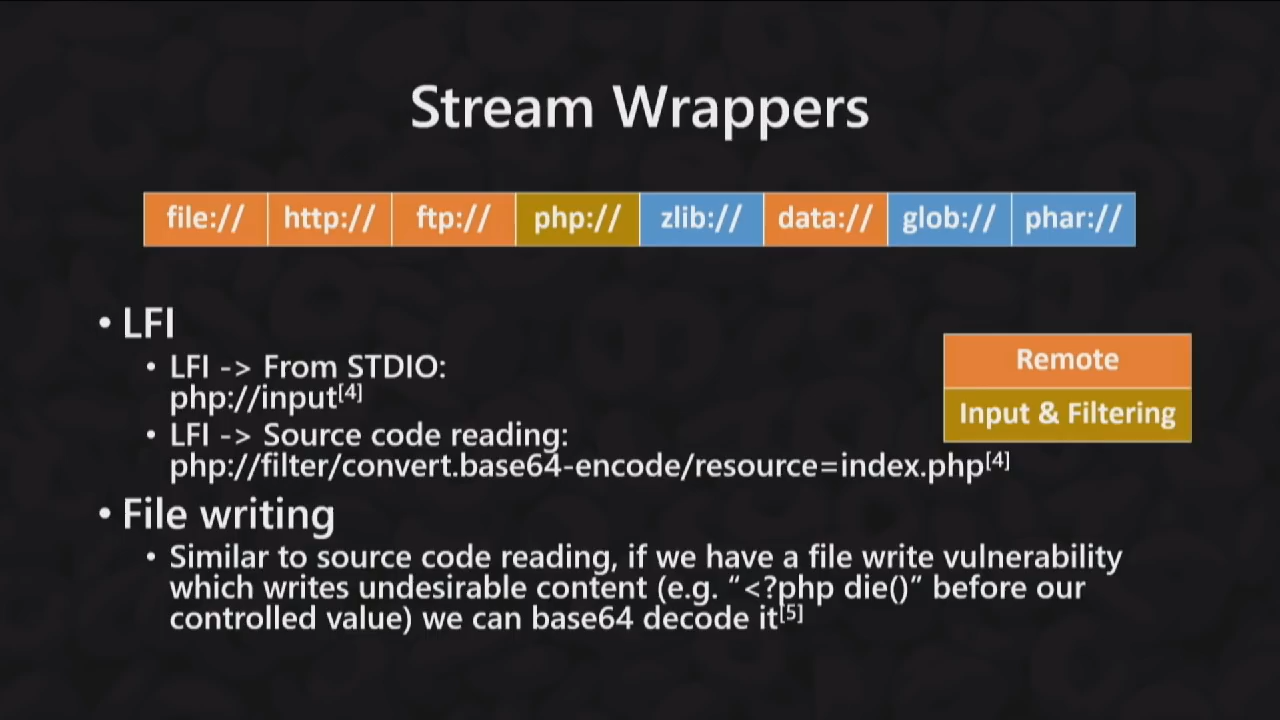 Stream Wrappers
file:// http:// ftp:// php:// zlib:// data:// glob:// phar://
• LFI
• LFI -> From STDIO:
php://input[4]
• LFI -> Source code reading:
php://filter/convert.base64-encode/resource=index.php[4]
Remote
Input & Filtering
• File writing
• Similar to source code reading, if we have a file write vulnerability
which writes undesirable content (e.g. “<?php die()” before our
controlled value) we can base64 decode it[5]